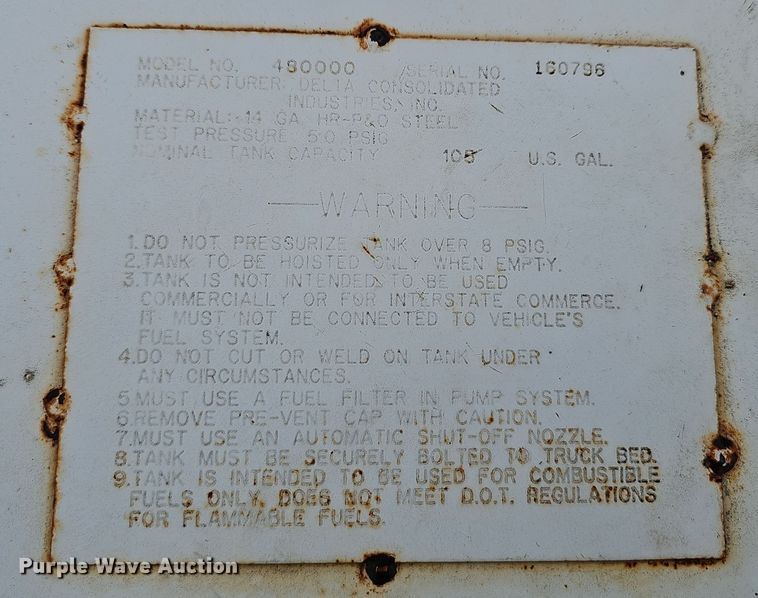 MODEL NO. 480000 /SERIAL NO. 160796
MANUFACTURER: DELTA CONSOLIDATED
INDUSTRIES, INC.
MATERIAL: 14 GA. HR-P&O STEEL
TEST PRESSURE 5.0 PSIG
NOMINAL TANK CAPACITY 105 U.S. GAL.
WARNING
1. DO NOT PRESSURIZE TANK OVER 8 PSIG.
2. TANK TO BE HOISTED ONLY WHEN EMPTY.
3. TANK IS NOT INTENDED TO BE USED
COMMERCIALLY OR FOR INTERSTATE COMMERCE.
IT MUST NOT BE CONNECTED TO VEHICLE'S
FUEL SYSTEM.
4. DO NOT CUT OR WELD ON TANK UNDER
ANY CIRCUMSTANCES.
5. MUST USE A FUEL FILTER IN PUMP SYSTEM.
6. REMOVE PRE-VENT CAP WITH CAUTION.
7. MUST USE AN AUTOMATIC SHUT-OFF NOZZLE.
8. TANK MUST BE SECURELY BOLTED TO TRUCK BED.
9. TANK IS INTENDED TO BE USED FOR COMBUSTIBLE
FUELS ONLY. DOES NOT MEET D.O.T. REGULATIONS
FOR FLAMMABLE FUELS.
Purple Wave Auction